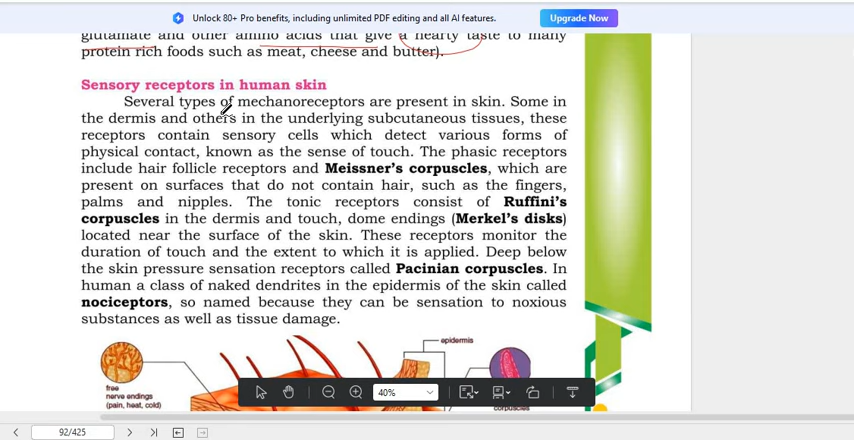 Unlock 80+ Pro benefits, including unlimited PDF editing and all AI features.
Upgrade Now
glutamate and other amino acids that give a hearty taste to many
protein rich foods such as meat, cheese and butter).
Sensory receptors in human skin
Several types of mechanoreceptors are present in skin. Some in
the dermis and others in the underlying subcutaneous tissues, these
receptors contain sensory cells which detect various forms of
physical contact, known as the sense of touch. The phasic receptors
include hair follicle receptors and Meissner's corpuscles, which are
present on surfaces that do not contain hair, such as the fingers,
palms and nipples. The tonic receptors consist of Ruffini's
corpuscles in the dermis and touch, dome endings (Merkel's disks)
located near the surface of the skin. These receptors monitor the
duration of touch and the extent to which it is applied. Deep below
the skin pressure sensation receptors called Pacinian corpuscles. In
human a class of naked dendrites in the epidermis of the skin called
nociceptors, so named because they can be sensation to noxious
substances as well as tissue damage.
epidermis
free
nerve endings
(pain, heat, cold)
corpuscles
40%
92/425